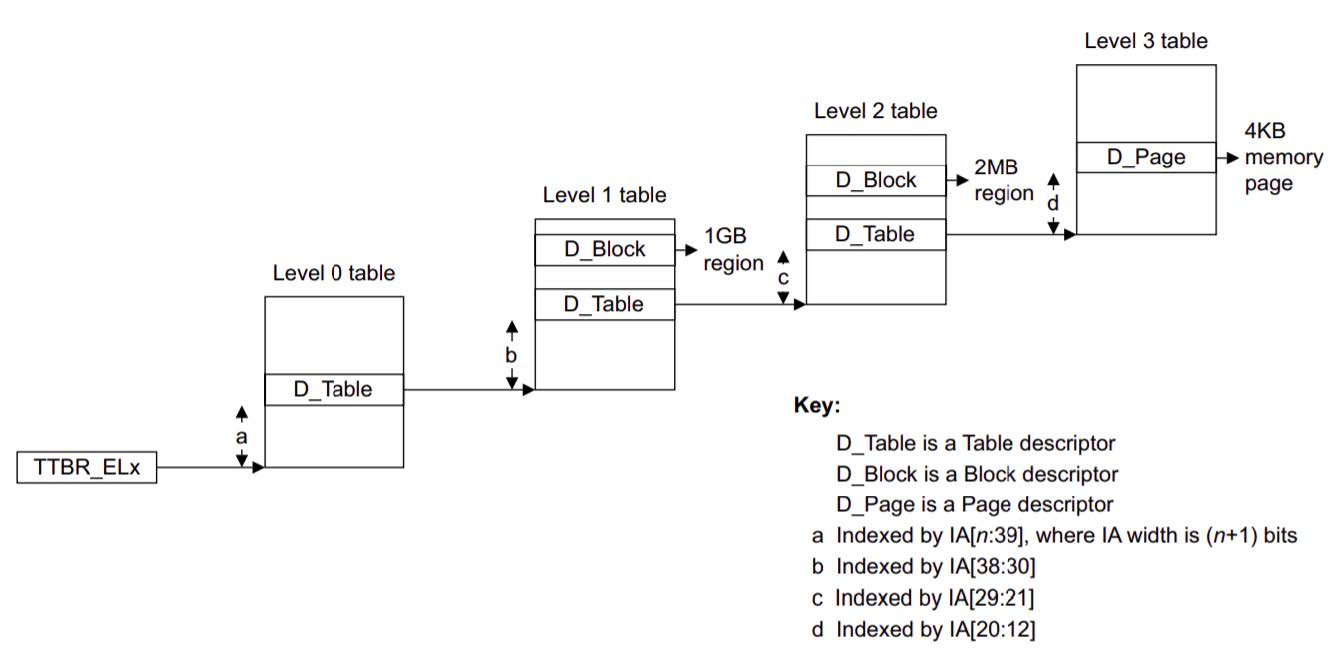 Level 3 table
D_Page
4KB
memory
page
Level 2 table
D_Block
2MB
region
d
D_Table
Level 1 table
D_Block
1GB
region
c
D_Table
Level 0 table
b
D_Table
a
TTBR_ELx
Key:
D_Table is a Table descriptor
D_Block is a Block descriptor
D_Page is a Page descriptor
a Indexed by IA[n:39], where IA width is (n+1) bits
b Indexed by IA[38:30]
c Indexed by IA[29:21]
d Indexed by IA[20:12]